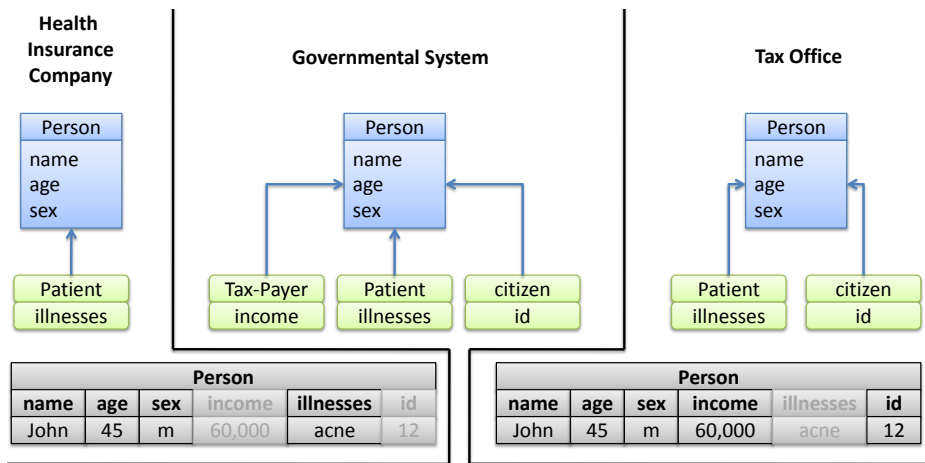 Health
Insurance
Company
Governmental System
Tax Office
Person
name
age
sex
Person
name
age
sex
Person
name
age
sex
Patient
illnesses
Tax-Payer
income
Patient
illnesses
citizen
id
Patient
illnesses
citizen
id
Person
name age sex income illnesses id
John 45 m 60,000 acne 12
Person
name age sex income illnesses id
John 45 m 60,000 acne 12